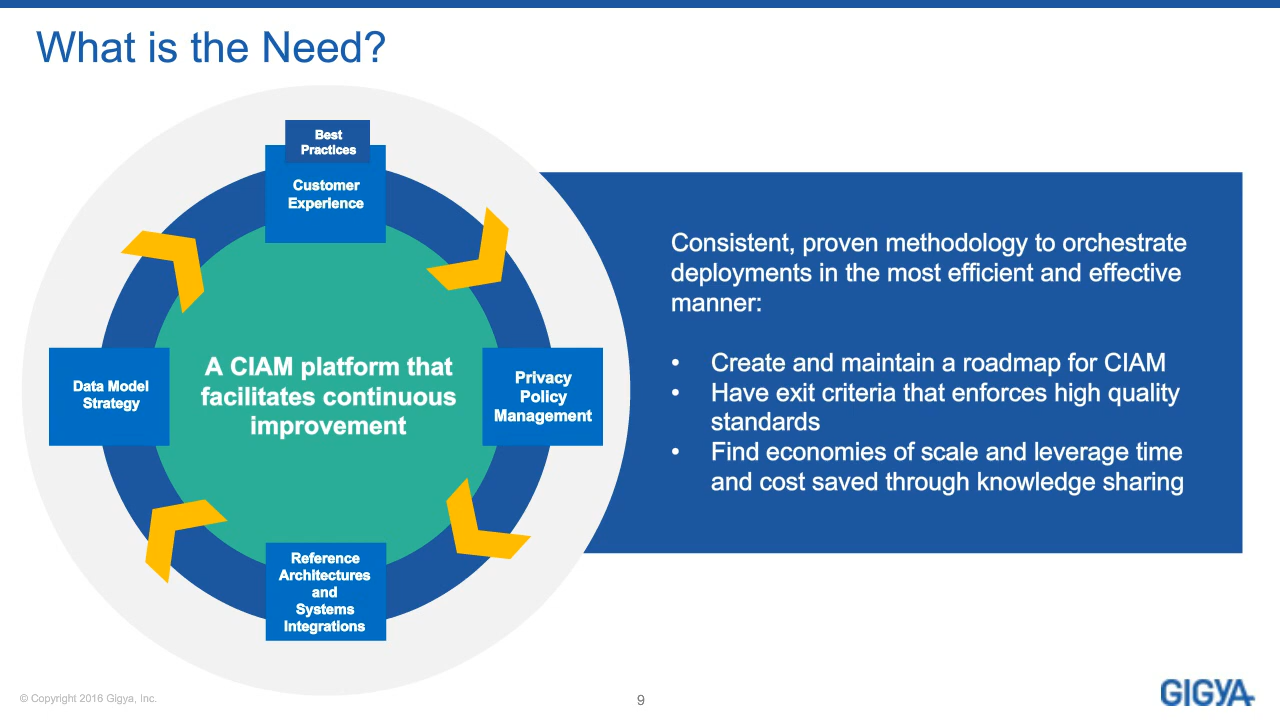 What is the Need?
Best
Practices
Customer
Experience
Data Model
Strategy
A CIAM platform that
facilitates continuous
improvement
Privacy
Policy
Management
Reference
Architectures
and
Systems
Integrations
Consistent, proven methodology to orchestrate
deployments in the most efficient and effective
manner:
• Create and maintain a roadmap for CIAM
• Have exit criteria that enforces high quality
standards
• Find economies of scale and leverage time
and cost saved through knowledge sharing
© Copyright 2016 Gigya, Inc.
9
GIGYA